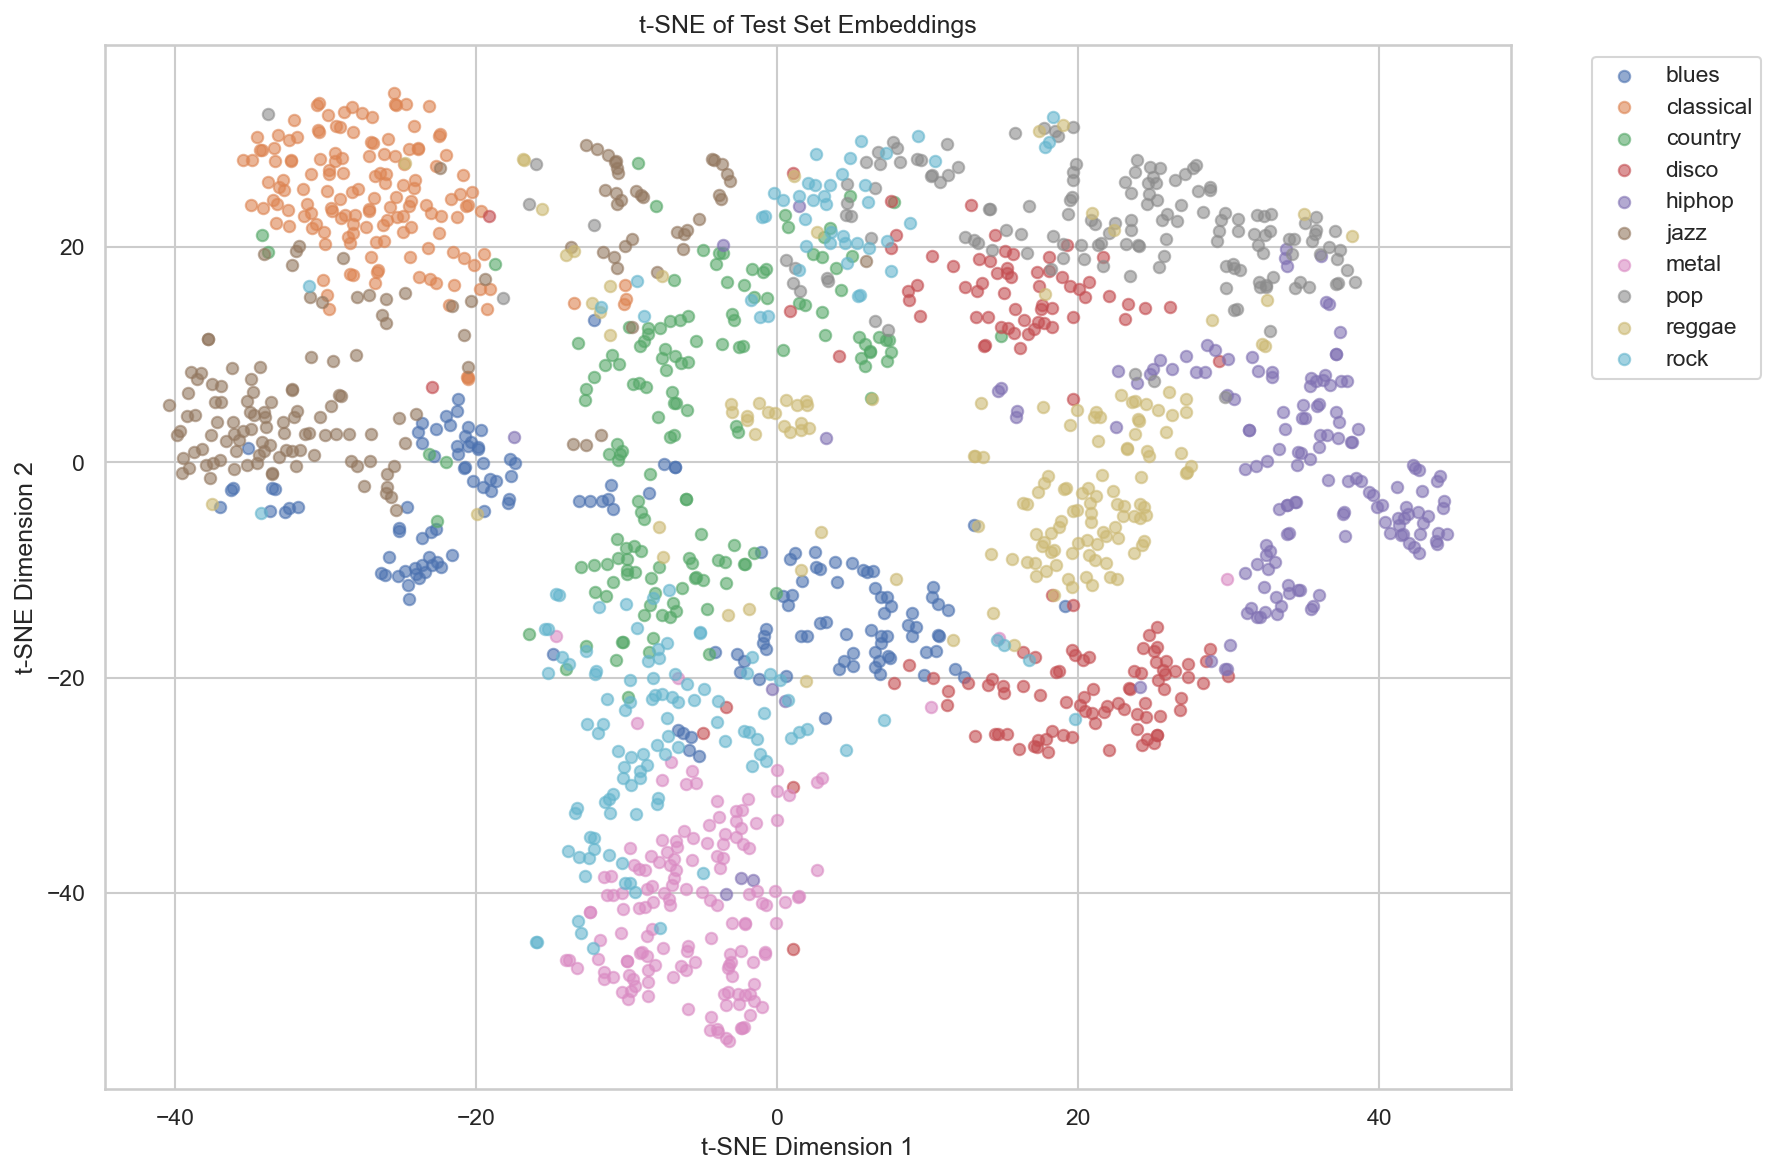 t-SNE of Test Set Embeddings
blues
classical
country
disco
hiphop
jazz
metal
pop
reggae
rock
20
0
−20
−40
t-SNE Dimension 2
−40
−20
0
20
40
t-SNE Dimension 1